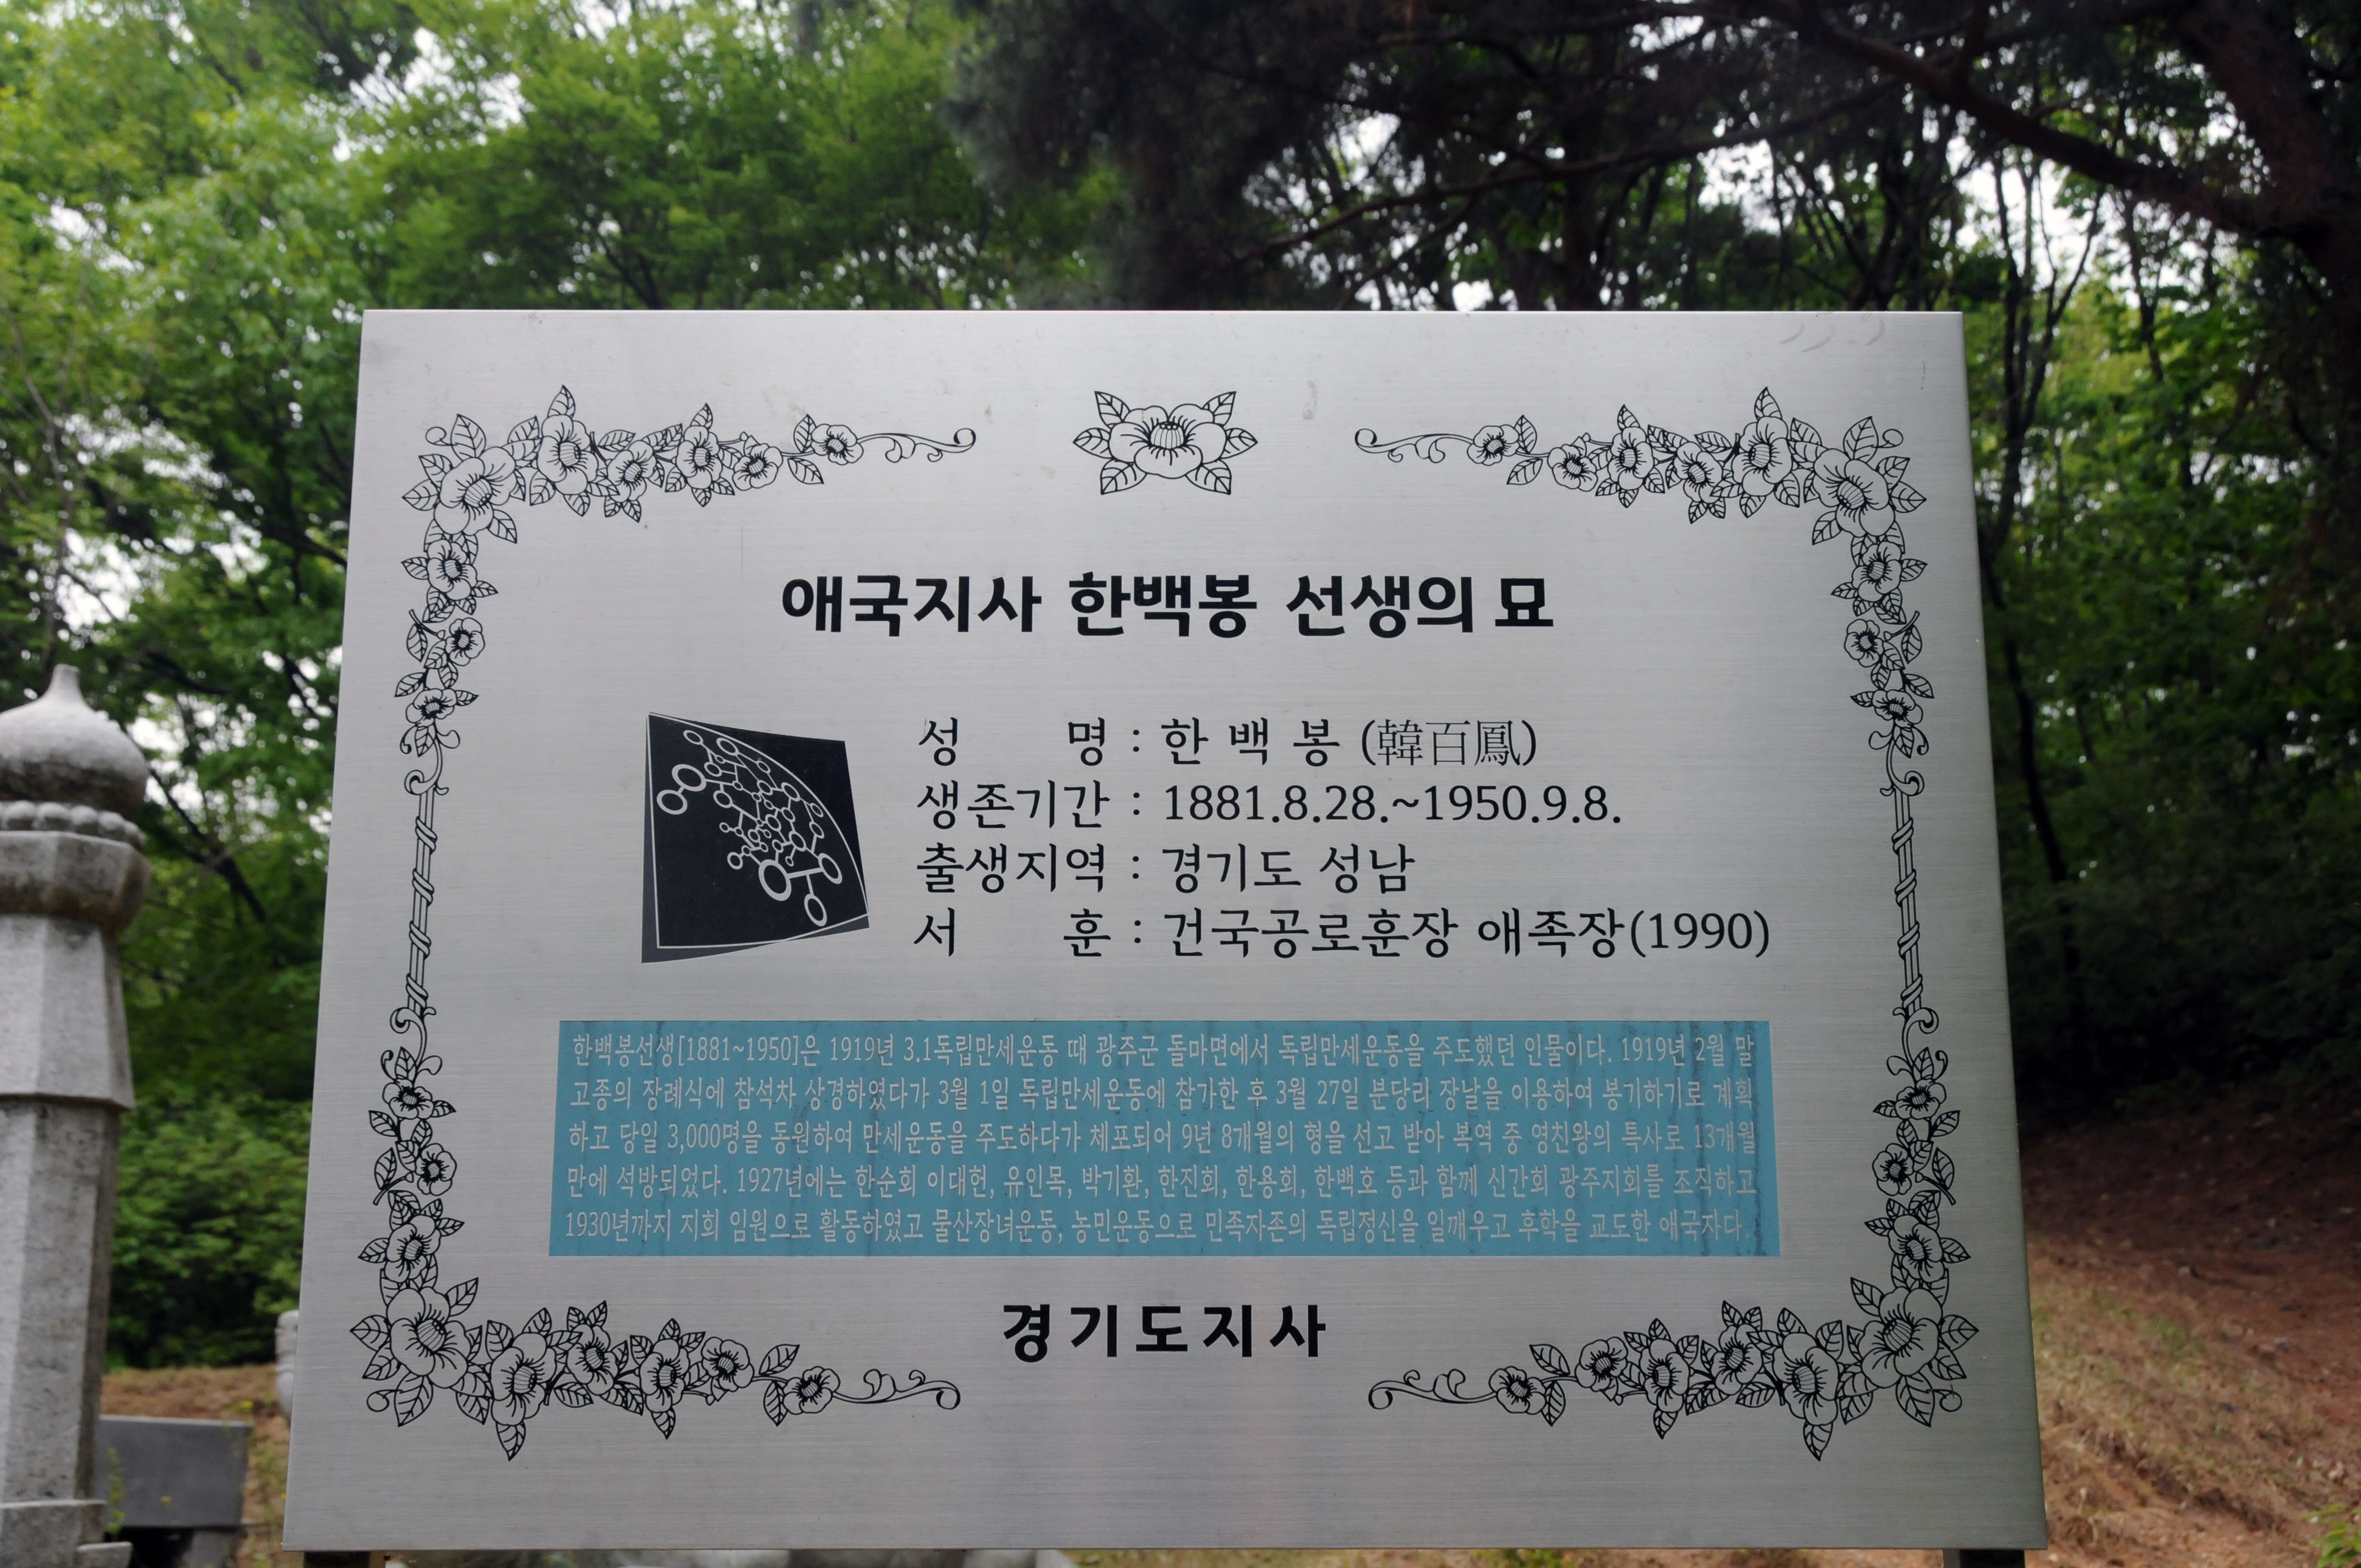 애국지사 한백봉 선생의 묘
성 명 : 한 백 봉 (韓百鳳)
생존기간 : 1881.8.28.~1950.9.8.
출생지역 : 경기도 성남
서 훈 : 건국공로훈장 애족장(1990)
한백봉선생[1881~1950]은 1919년 3.1독립만세운동 때 광주군 돌마면에서 독립만세운동을 주도했던 인물이다. 1919년 2월 말
고종의 장례식에 참석차 상경하였다가 3월 1일 독립만세운동에 참가한 후 3월 27일 분당리 장날을 이용하여 봉기하기로 계획
하고 당일 3,000명을 동원하여 만세운동을 주도하다가 체포되어 9년 8개월의 형을 선고 받아 복역 중 영친왕의 특사로 13개월
만에 석방되었다. 1927년에는 한순회 이대헌, 유인목, 박기환, 한진회, 한용회, 한백호 등과 함께 신간회 광주지회를 조직하고
1930년까지 지회 임원으로 활동하였고 물산장녀운동, 농민운동으로 민족자존의 독립정신을 일깨우고 후학을 교도한 애국자다.
경기도지사